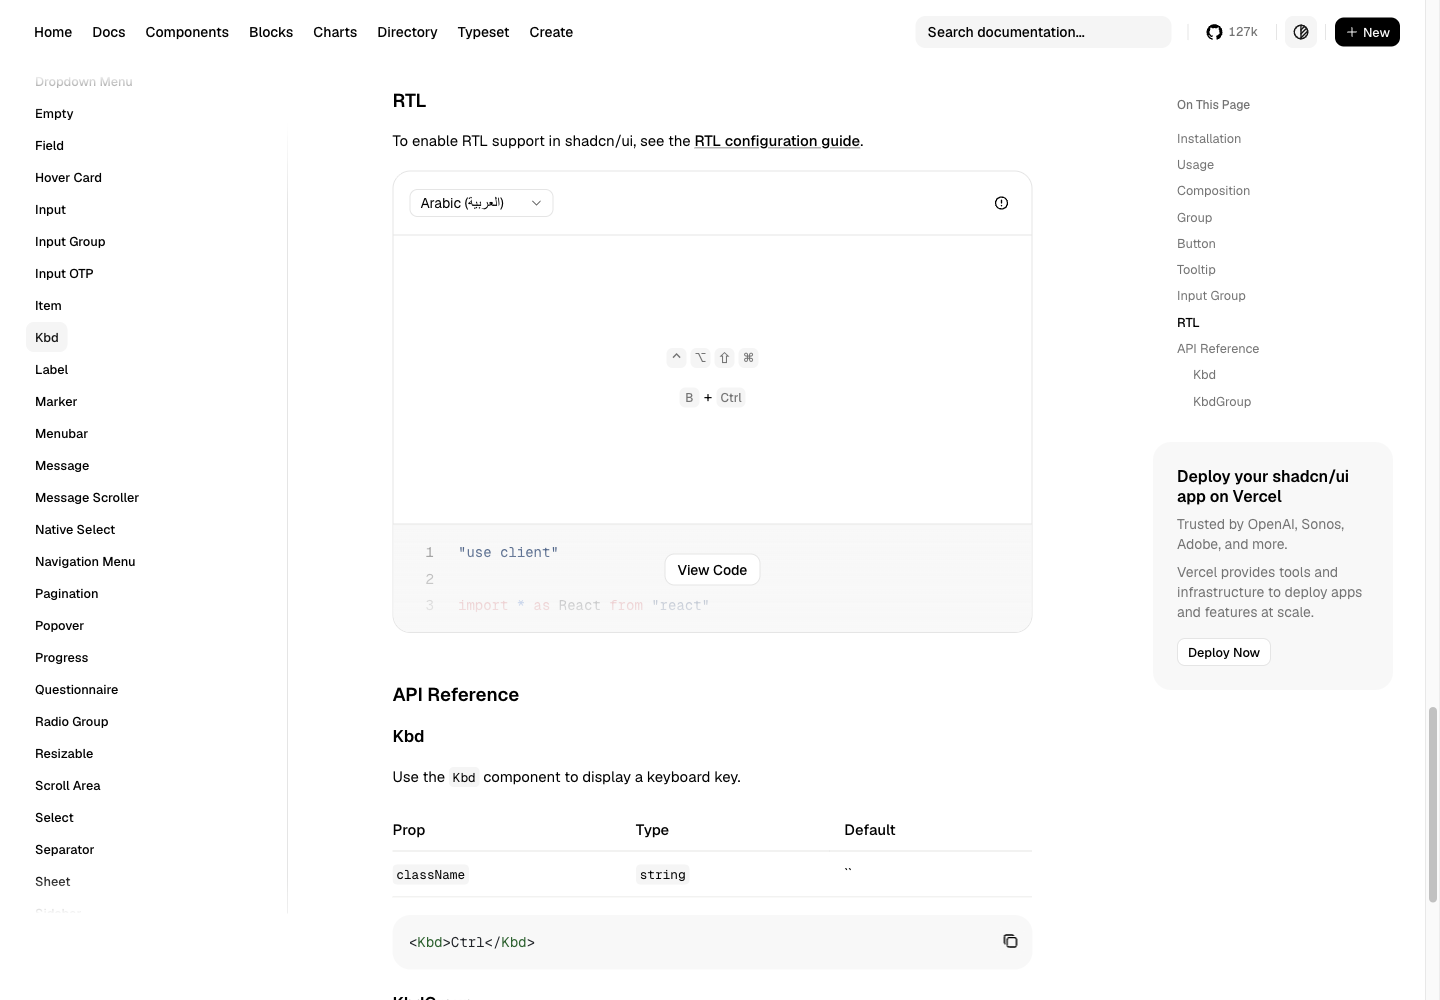 Home Docs Components Blocks Charts Directory Typeset Create Search documentation... 127k New
Dropdown Menu
Empty
Field
Hover Card
Input
Input Group
Input OTP
Item
Kbd
Label
Marker
Menubar
Message
Message Scroller
Native Select
Navigation Menu
Pagination
Popover
Progress
Questionnaire
Radio Group
Resizable
Scroll Area
Select
Separator
Sheet
Sidebar
RTL
To enable RTL support in shadcn/ui, see the RTL configuration guide.
Arabic (العربية)
^ ⌥ ⇧ ⌘
B + Ctrl
1 "use client"
2
View Code
3 import * as React from "react"
API Reference
Kbd
Use the Kbd component to display a keyboard key.
Prop Type Default
className string ``
<Kbd>Ctrl</Kbd>
On This Page
Installation
Usage
Composition
Group
Button
Tooltip
Input Group
RTL
API Reference
Kbd
KbdGroup
Deploy your shadcn/ui
app on Vercel
Trusted by OpenAI, Sonos,
Adobe, and more.
Vercel provides tools and
infrastructure to deploy apps
and features at scale.
Deploy Now